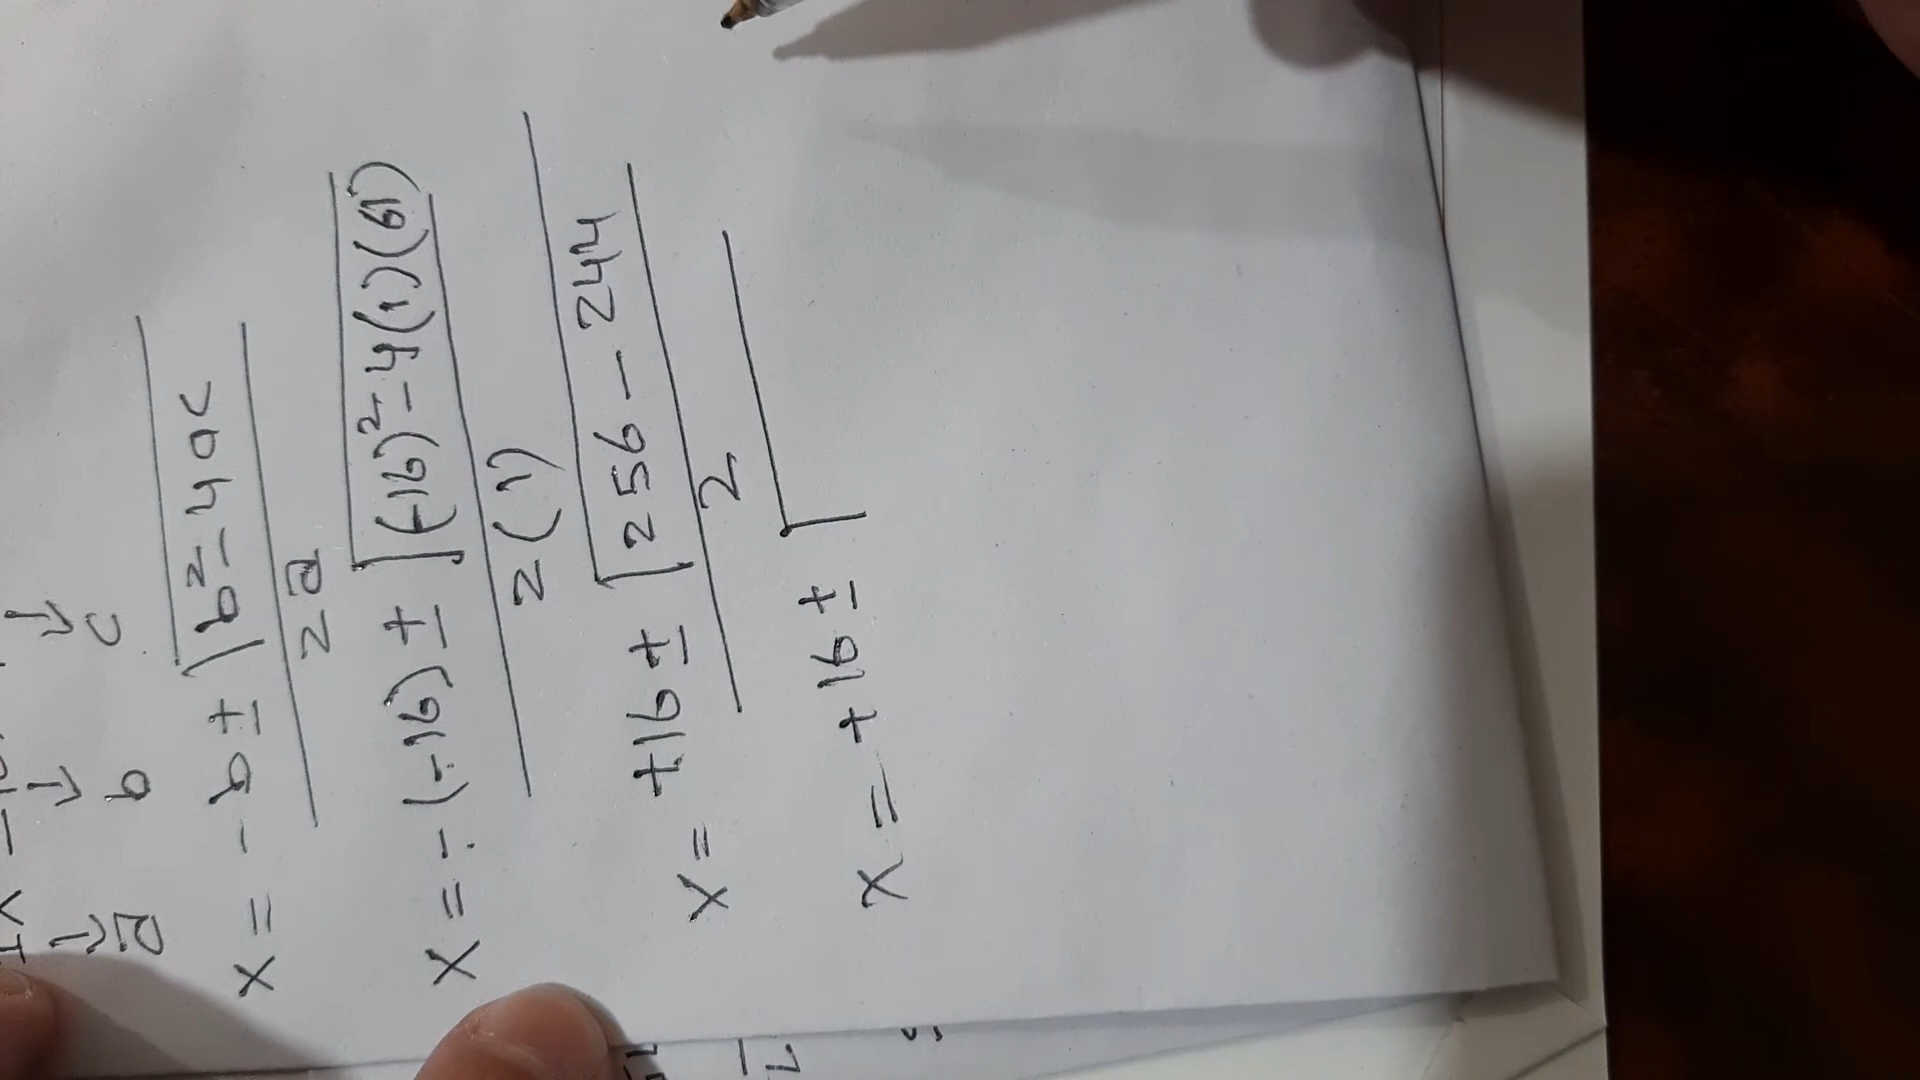 a b c
x = -b ± √b²-4ac
2a
x = -(-16) ± √(-16)²-4(1)(61)
2(1)
x = +16 ± √256 - 244
2
x = +16 ± √